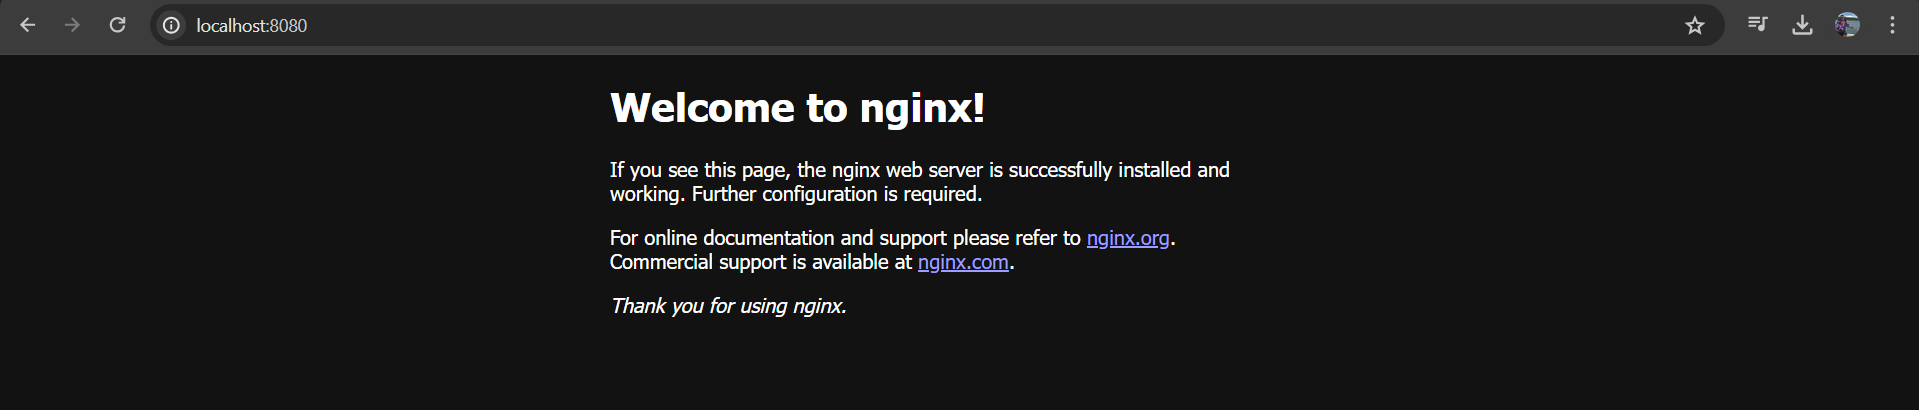 localhost:8080
Welcome to nginx!
If you see this page, the nginx web server is successfully installed and
working. Further configuration is required.
For online documentation and support please refer to nginx.org.
Commercial support is available at nginx.com.
Thank you for using nginx.